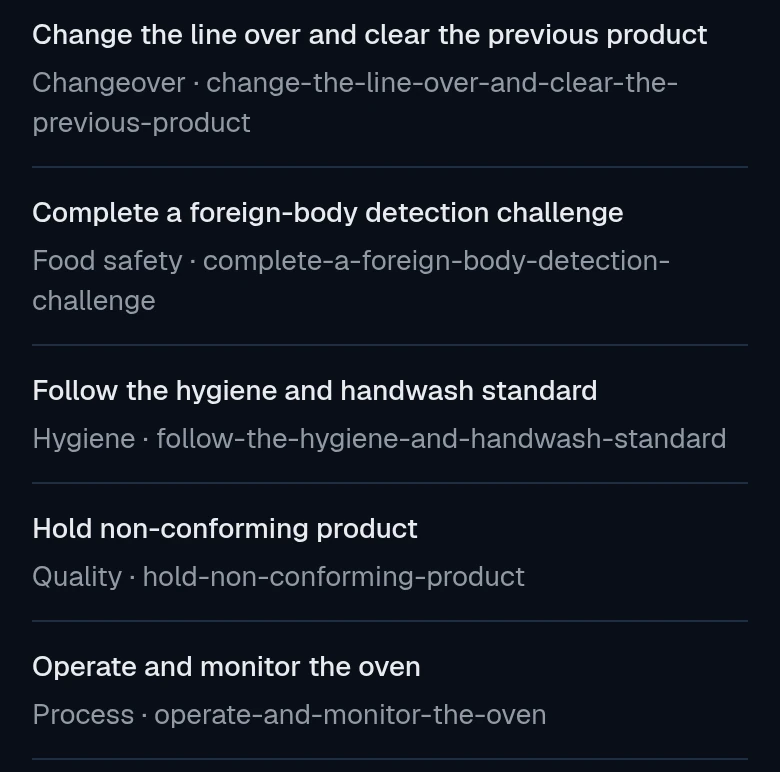 Change the line over and clear the previous product
Changeover · change-the-line-over-and-clear-the-
previous-product
Complete a foreign-body detection challenge
Food safety · complete-a-foreign-body-detection-
challenge
Follow the hygiene and handwash standard
Hygiene · follow-the-hygiene-and-handwash-standard
Hold non-conforming product
Quality · hold-non-conforming-product
Operate and monitor the oven
Process · operate-and-monitor-the-oven